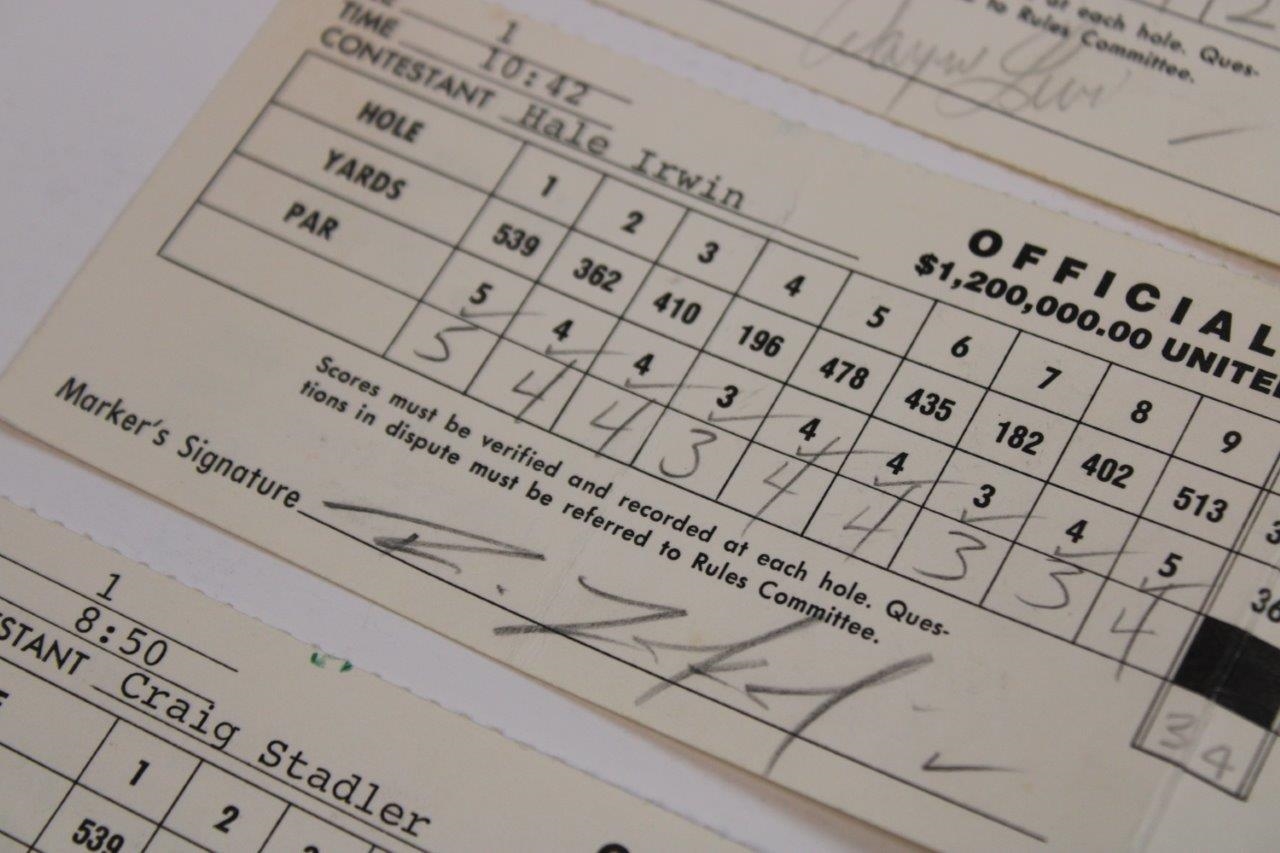 at each hole. Ques-
to Rules Committee.
1
TIME 10:42
CONTESTANT Hale Irwin
HOLE 1 2 3 4 5 6 7 8 9
YARDS 539 362 410 196 478 435 182 402 513
PAR 5 4 4 3 4 4 3 4 5 36
5 4 4 3 4 4 3 3 4 34
OFFICIAL
$1,200,000.00 UNITE
Scores must be verified and recorded at each hole. Ques-
tions in dispute must be referred to Rules Committee.
Marker's Signature
1
8:50
STANT Craig Stadler
1 2
539